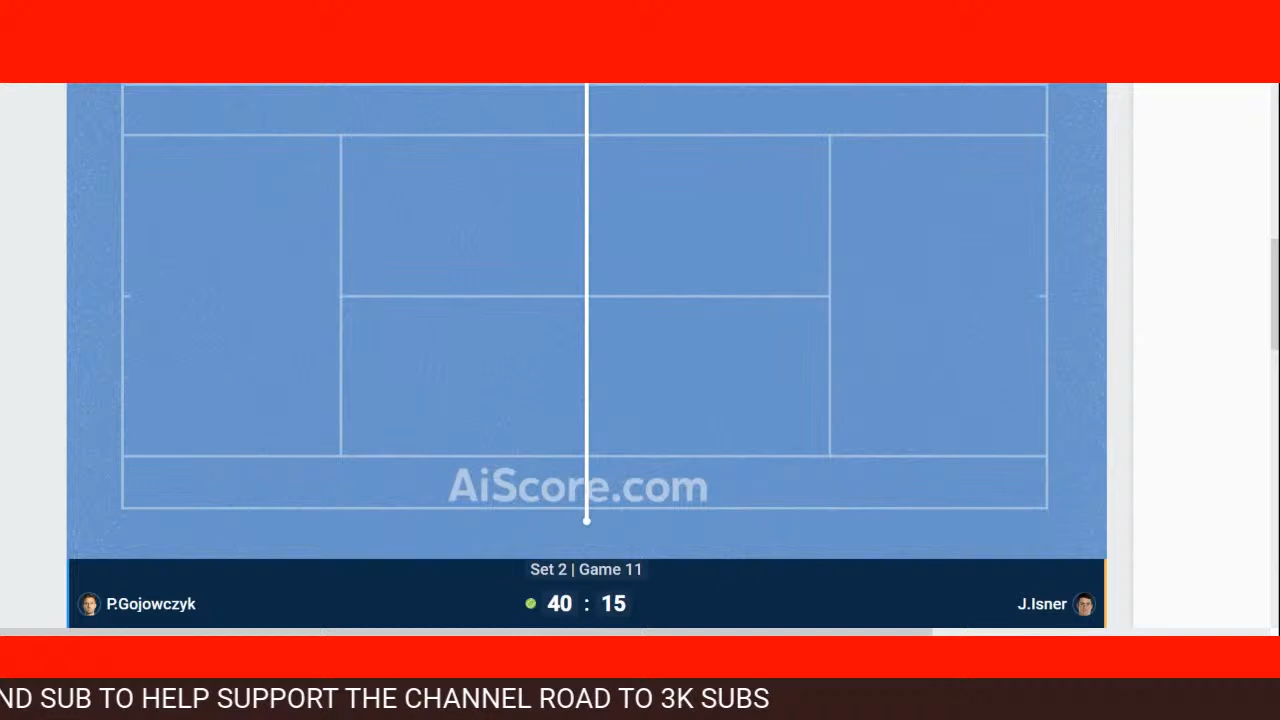 AiScore.com
Set 2 | Game 11
P.Gojowczyk 40 : 15 J.Isner
ND SUB TO HELP SUPPORT THE CHANNEL ROAD TO 3K SUBS